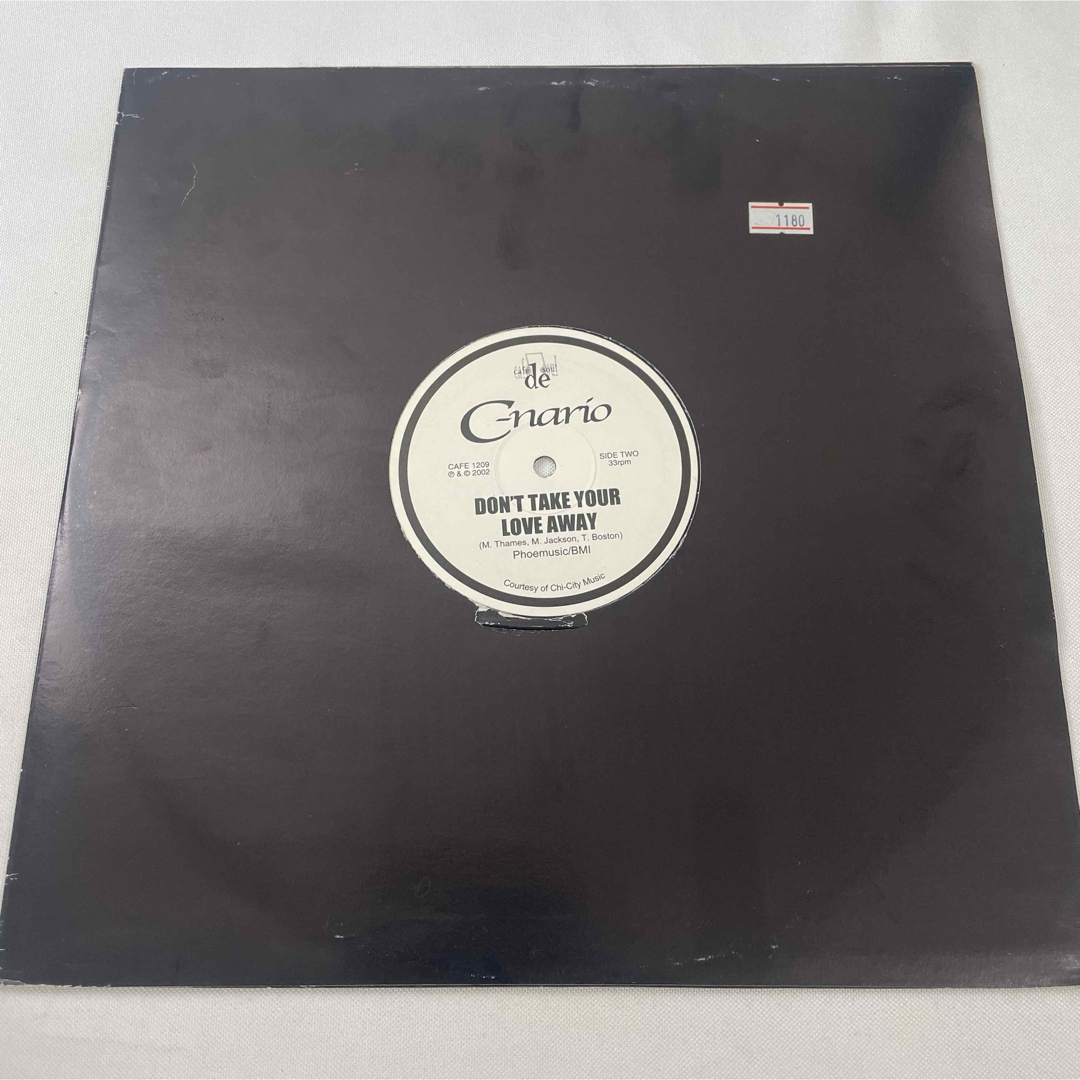 1180
cafe de soul
C-nario
CAFE 1209
℗ & © 2002
SIDE TWO
33rpm
DON'T TAKE YOUR
LOVE AWAY
(M. Thames, M. Jackson, T. Boston)
Phoemusic/BMI
Courtesy of Chi-City Music